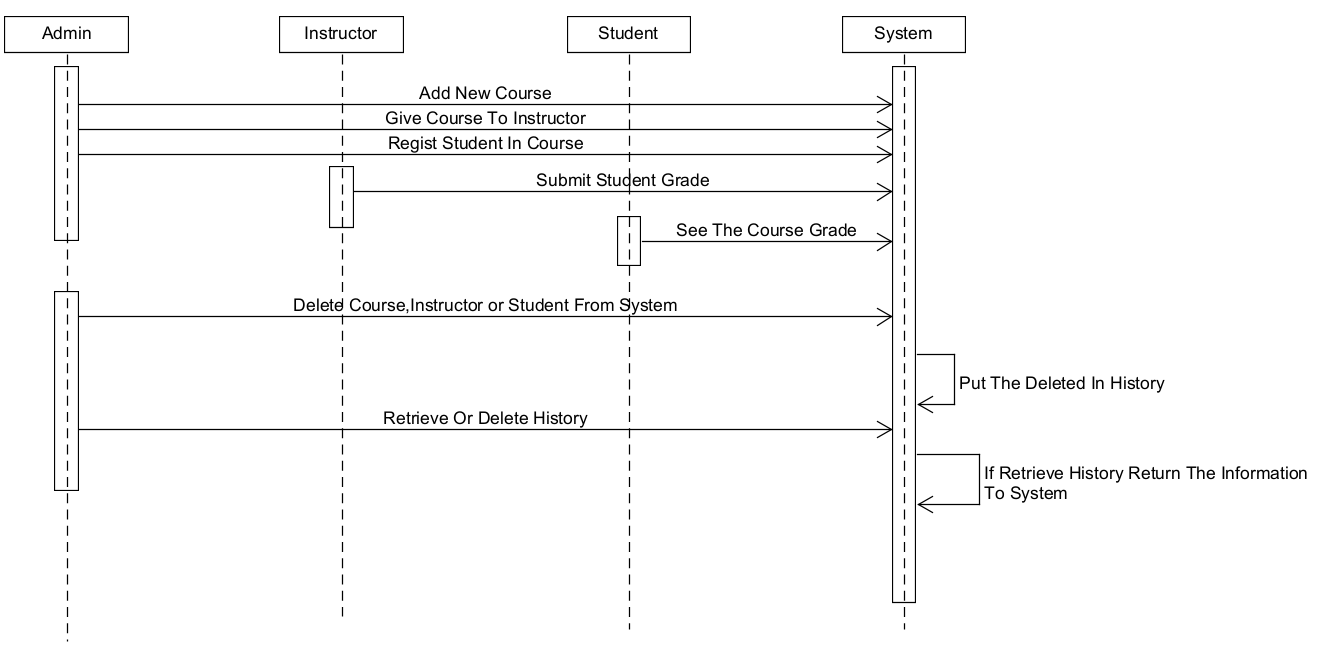 Admin
Instructor
Student
System
Add New Course
Give Course To Instructor
Regist Student In Course
Submit Student Grade
See The Course Grade
Delete Course,Instructor or Student From System
Put The Deleted In History
Retrieve Or Delete History
If Retrieve History Return The Information
To System